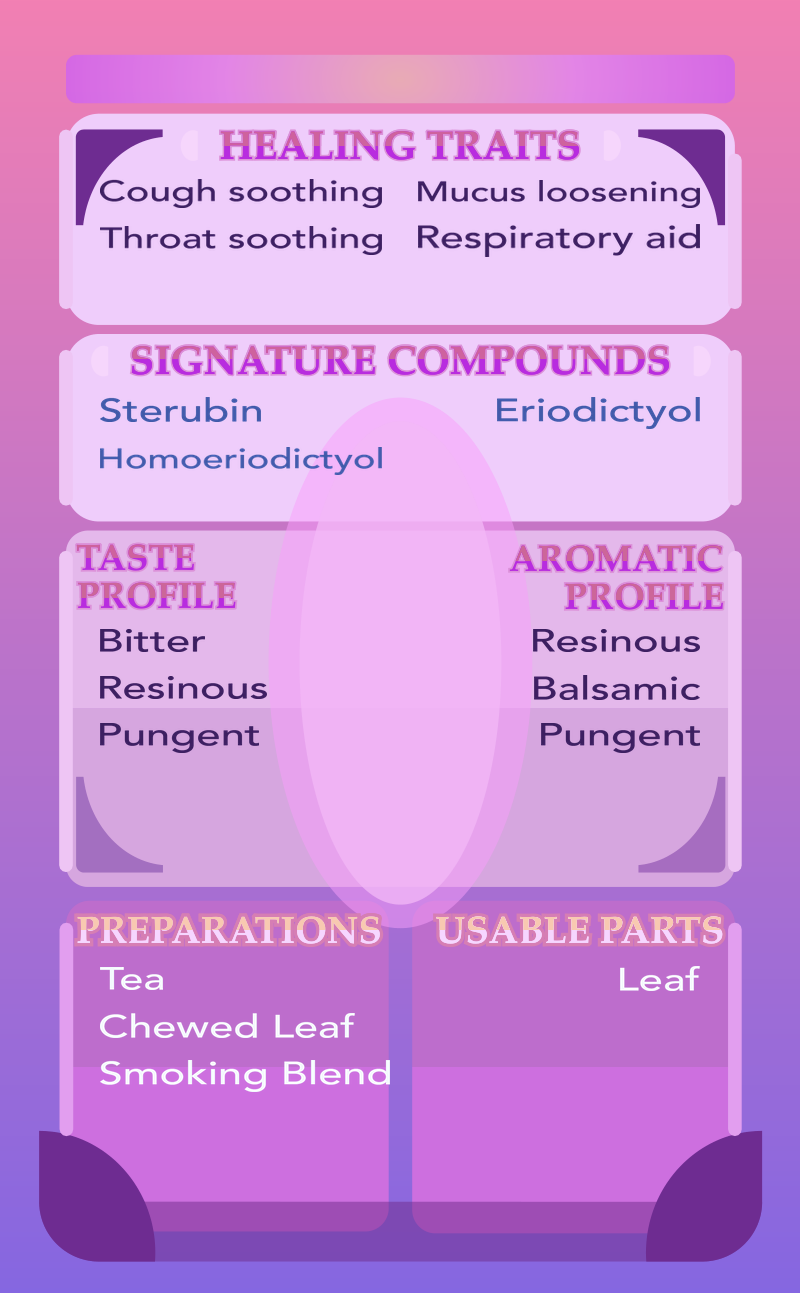 HEALING TRAITS
Cough soothing
Mucus loosening
Throat soothing
Respiratory aid
SIGNATURE COMPOUNDS
Sterubin
Eriodictyol
Homoeriodictyol
TASTE
PROFILE
Bitter
Resinous
Pungent
AROMATIC
PROFILE
Resinous
Balsamic
Pungent
PREPARATIONS
Tea
Chewed Leaf
Smoking Blend
USABLE PARTS
Leaf